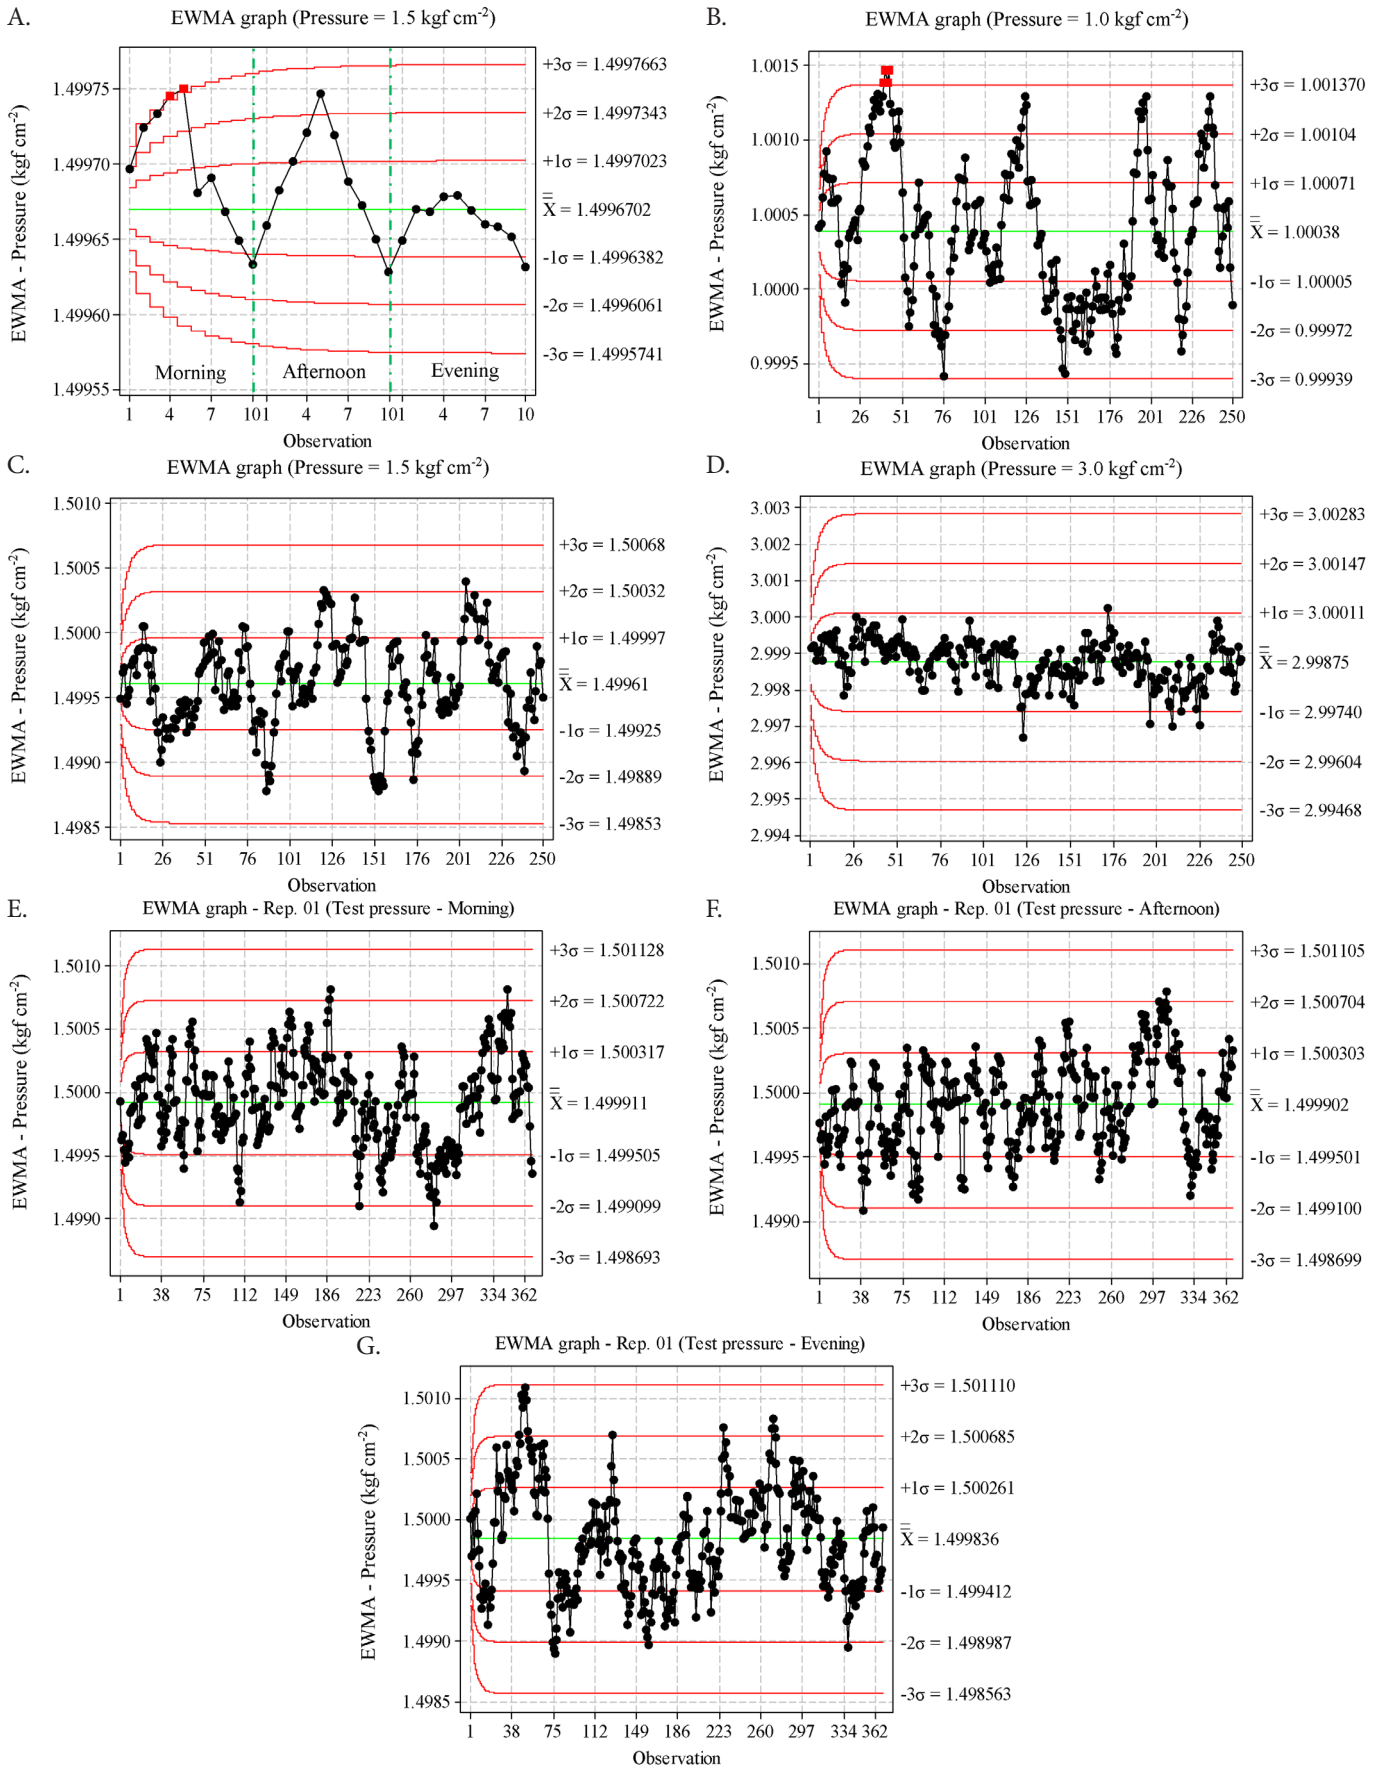 A.
EWMA graph (Pressure = 1.5 kgf cm-2)
EWMA - Pressure (kgf cm-2)
1.49975
1.49970
1.49965
1.49960
1.49955
+3σ = 1.4997663
+2σ = 1.4997343
+1σ = 1.4997023
X = 1.4996702
-1σ = 1.4996382
-2σ = 1.4996061
-3σ = 1.4995741
Morning Afternoon Evening
1 4 7 101 4 7 101 4 7 10
Observation
B.
EWMA graph (Pressure = 1.0 kgf cm-2)
EWMA - Pressure (kgf cm-2)
1.0015
1.0010
1.0005
1.0000
0.9995
+3σ = 1.001370
+2σ = 1.00104
+1σ = 1.00071
X = 1.00038
-1σ = 1.00005
-2σ = 0.99972
-3σ = 0.99939
1 26 51 76 101 126 151 176 201 226 250
Observation
C.
EWMA graph (Pressure = 1.5 kgf cm-2)
EWMA - Pressure (kgf cm-2)
1.5010
1.5005
1.5000
1.4995
1.4990
1.4985
+3σ = 1.50068
+2σ = 1.50032
+1σ = 1.49997
X = 1.49961
-1σ = 1.49925
-2σ = 1.49889
-3σ = 1.49853
1 26 51 76 101 126 151 176 201 226 250
Observation
D.
EWMA graph (Pressure = 3.0 kgf cm-2)
EWMA - Pressure (kgf cm-2)
3.003
3.002
3.001
3.000
2.999
2.998
2.997
2.996
2.995
2.994
+3σ = 3.00283
+2σ = 3.00147
+1σ = 3.00011
X = 2.99875
-1σ = 2.99740
-2σ = 2.99604
-3σ = 2.99468
1 26 51 76 101 126 151 176 201 226 250
Observation
E.
EWMA graph - Rep. 01 (Test pressure - Morning)
EWMA - Pressure (kgf cm-2)
1.5010
1.5005
1.5000
1.4995
1.4990
+3σ = 1.501128
+2σ = 1.500722
+1σ = 1.500317
X = 1.499911
-1σ = 1.499505
-2σ = 1.499099
-3σ = 1.498693
1 38 75 112 149 186 223 260 297 334 362
Observation
F.
EWMA graph - Rep. 01 (Test pressure - Afternoon)
EWMA - Pressure (kgf cm-2)
1.5010
1.5005
1.5000
1.4995
1.4990
+3σ = 1.501105
+2σ = 1.500704
+1σ = 1.500303
X = 1.499902
-1σ = 1.499501
-2σ = 1.499100
-3σ = 1.498699
1 38 75 112 149 186 223 260 297 334 362
Observation
G.
EWMA graph - Rep. 01 (Test pressure - Evening)
EWMA - Pressure (kgf cm-2)
1.5010
1.5005
1.5000
1.4995
1.4990
1.4985
+3σ = 1.501110
+2σ = 1.500685
+1σ = 1.500261
X = 1.499836
-1σ = 1.499412
-2σ = 1.498987
-3σ = 1.498563
1 38 75 112 149 186 223 260 297 334 362
Observation